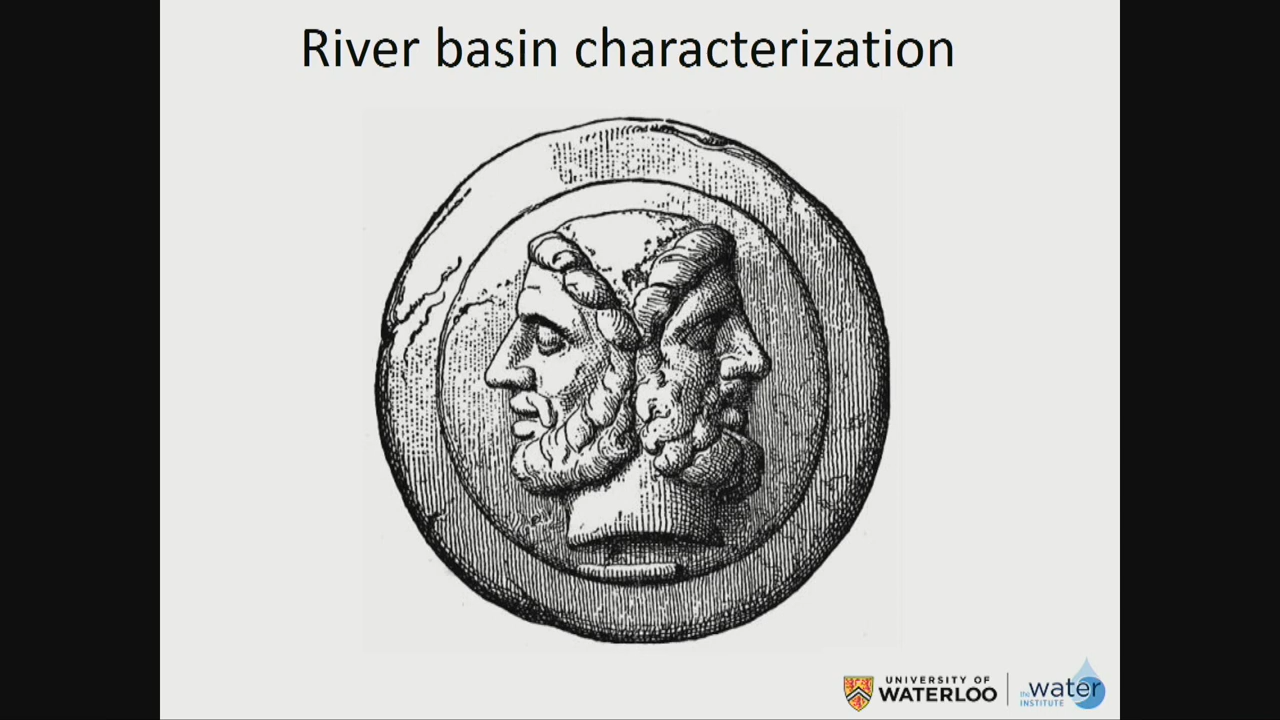 River basin characterization
UNIVERSITY OF
WATERLOO
the water
INSTITUTE